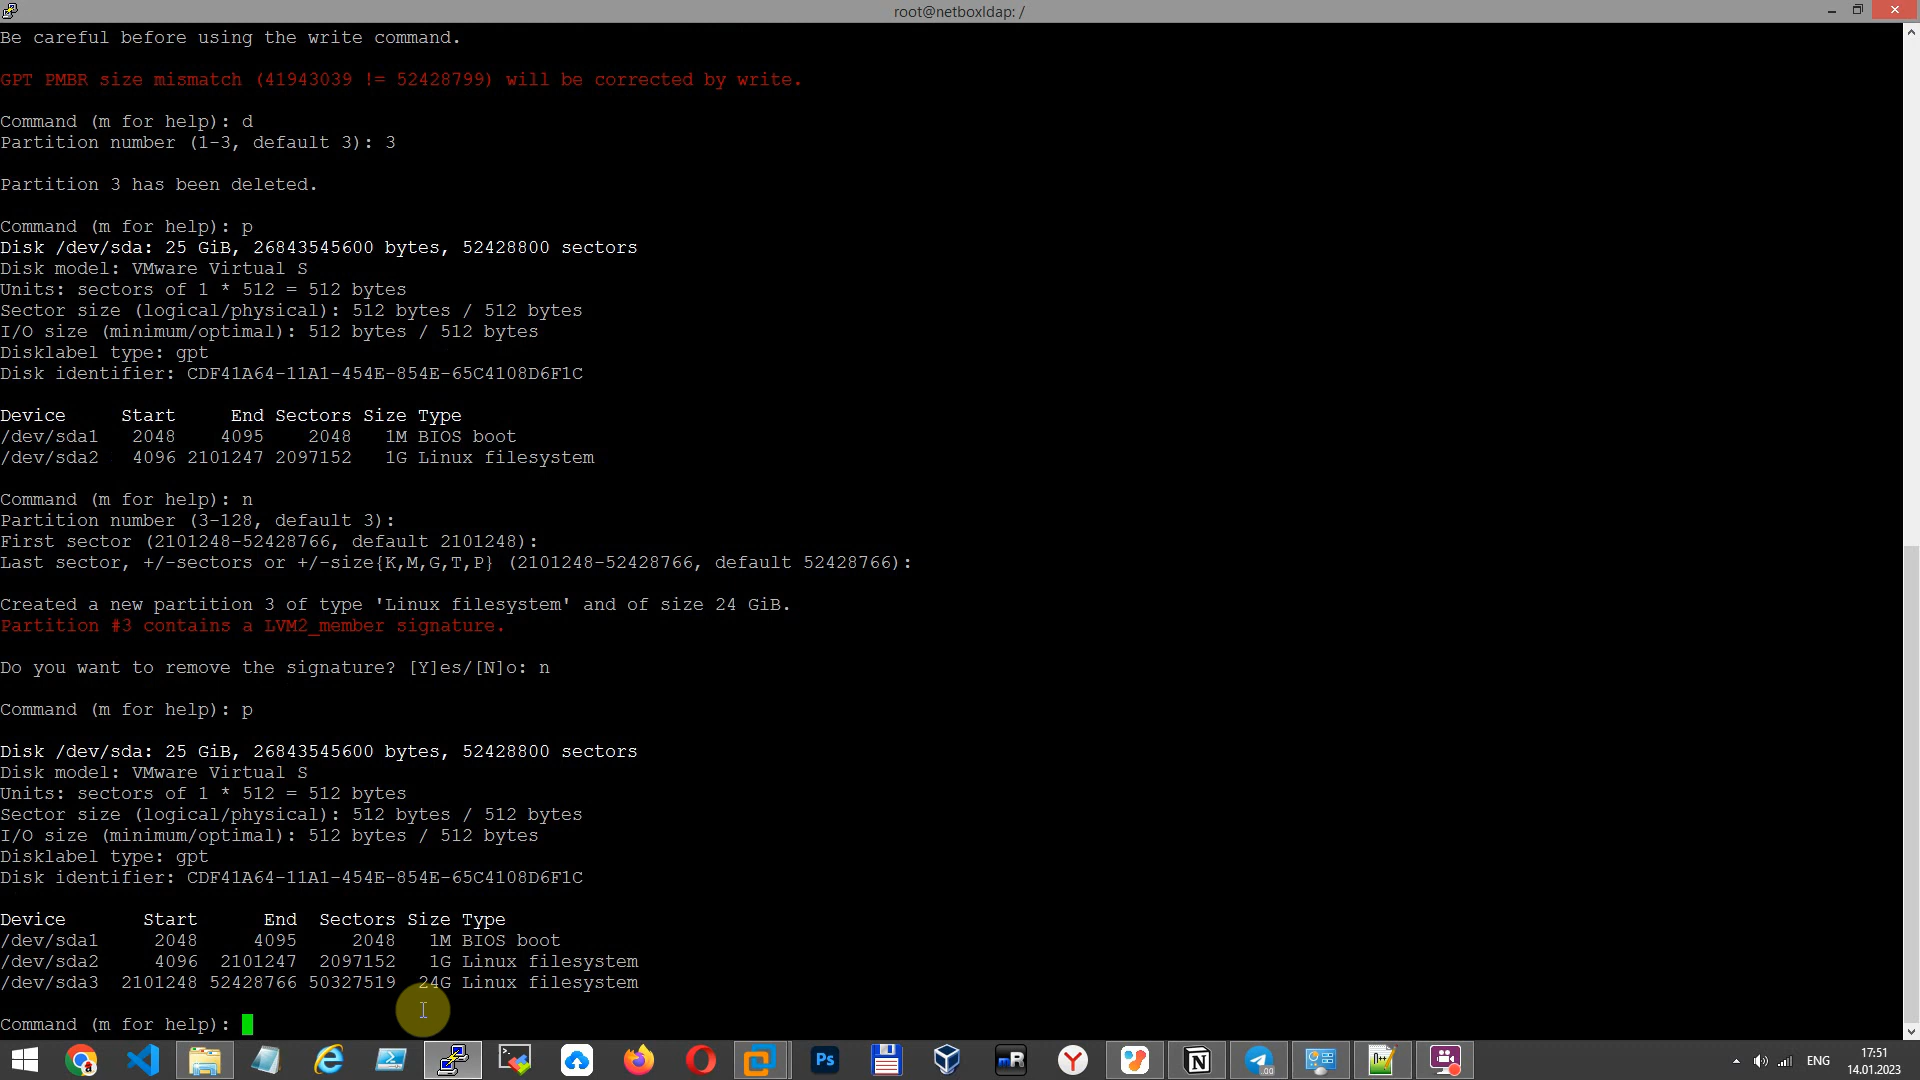 root@netboxldap: /
Be careful before using the write command.
GPT PMBR size mismatch (41943039 != 52428799) will be corrected by write.
Command (m for help): d
Partition number (1-3, default 3): 3
Partition 3 has been deleted.
Command (m for help): p
Disk /dev/sda: 25 GiB, 26843545600 bytes, 52428800 sectors
Disk model: VMware Virtual S
Units: sectors of 1 * 512 = 512 bytes
Sector size (logical/physical): 512 bytes / 512 bytes
I/O size (minimum/optimal): 512 bytes / 512 bytes
Disklabel type: gpt
Disk identifier: CDF41A64-11A1-454E-854E-65C4108D6F1C
Device     Start     End Sectors Size Type
/dev/sda1   2048    4095    2048   1M BIOS boot
/dev/sda2   4096 2101247 2097152   1G Linux filesystem
Command (m for help): n
Partition number (3-128, default 3):
First sector (2101248-52428766, default 2101248):
Last sector, +/-sectors or +/-size{K,M,G,T,P} (2101248-52428766, default 52428766):
Created a new partition 3 of type 'Linux filesystem' and of size 24 GiB.
Partition #3 contains a LVM2_member signature.
Do you want to remove the signature? [Y]es/[N]o: n
Command (m for help): p
Disk /dev/sda: 25 GiB, 26843545600 bytes, 52428800 sectors
Disk model: VMware Virtual S
Units: sectors of 1 * 512 = 512 bytes
Sector size (logical/physical): 512 bytes / 512 bytes
I/O size (minimum/optimal): 512 bytes / 512 bytes
Disklabel type: gpt
Disk identifier: CDF41A64-11A1-454E-854E-65C4108D6F1C
Device       Start      End  Sectors Size Type
/dev/sda1     2048     4095     2048   1M BIOS boot
/dev/sda2     4096  2101247  2097152   1G Linux filesystem
/dev/sda3  2101248 52428766 50327519  24G Linux filesystem
Command (m for help):
Ps
mR
Y
N
.00
ENG
17:51
14.01.2023